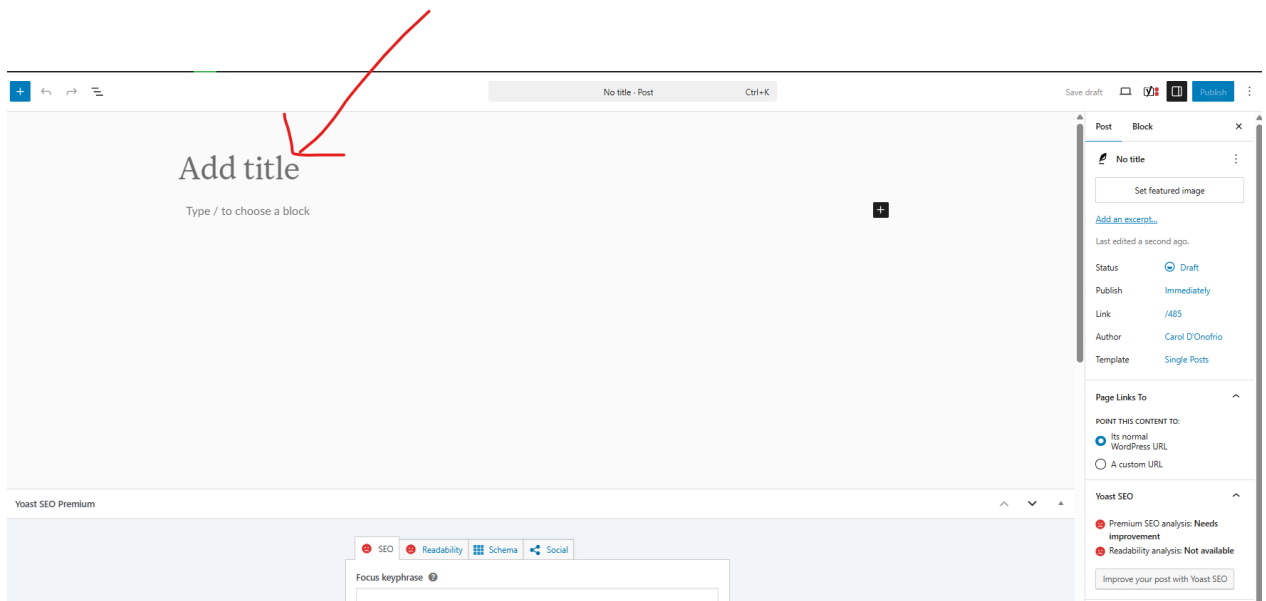 No title · Post Ctrl+K
Save draft
Publish
Add title
Type / to choose a block
Post Block
No title
Set featured image
Add an excerpt...
Last edited a second ago.
Status Draft
Publish Immediately
Link /485
Author Carol D'Onofrio
Template Single Posts
Page Links To
POINT THIS CONTENT TO:
Its normal
WordPress URL
A custom URL
Yoast SEO
Premium SEO analysis: Needs
improvement
Readability analysis: Not available
Improve your post with Yoast SEO
Yoast SEO Premium
SEO Readability Schema Social
Focus keyphrase